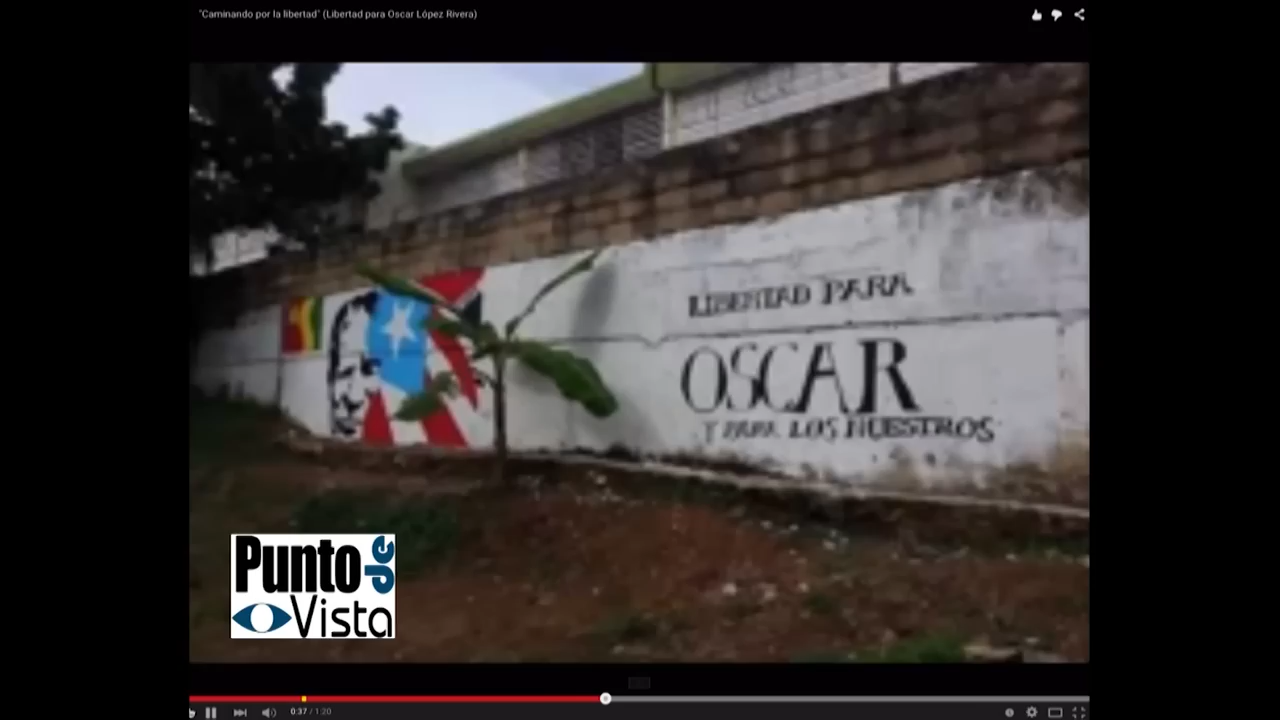 "Caminando por la libertad" (Libertad para Oscar López Rivera)
LIBERTAD PARA
OSCAR
Y PARA LOS NUESTROS
Punto de
Vista
0:37 / 1:20